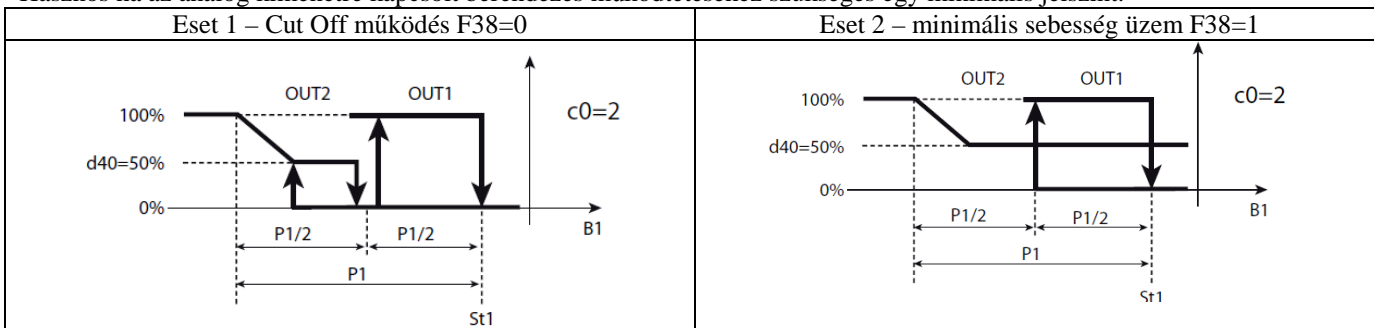 Hasznos ha az analóg kimenetre kapcsolt berendezés működtetéséhez szükséges egy minimális jelszint.
Eset 1 – Cut Off működés F38=0
Eset 2 – minimális sebesség üzem F38=1
OUT2 OUT1
100%
c0=2
d40=50%
0%
P1/2 P1/2
B1
P1
St1
OUT2 OUT1
100%
c0=2
d40=50%
0%
P1/2 P1/2
B1
P1
St1